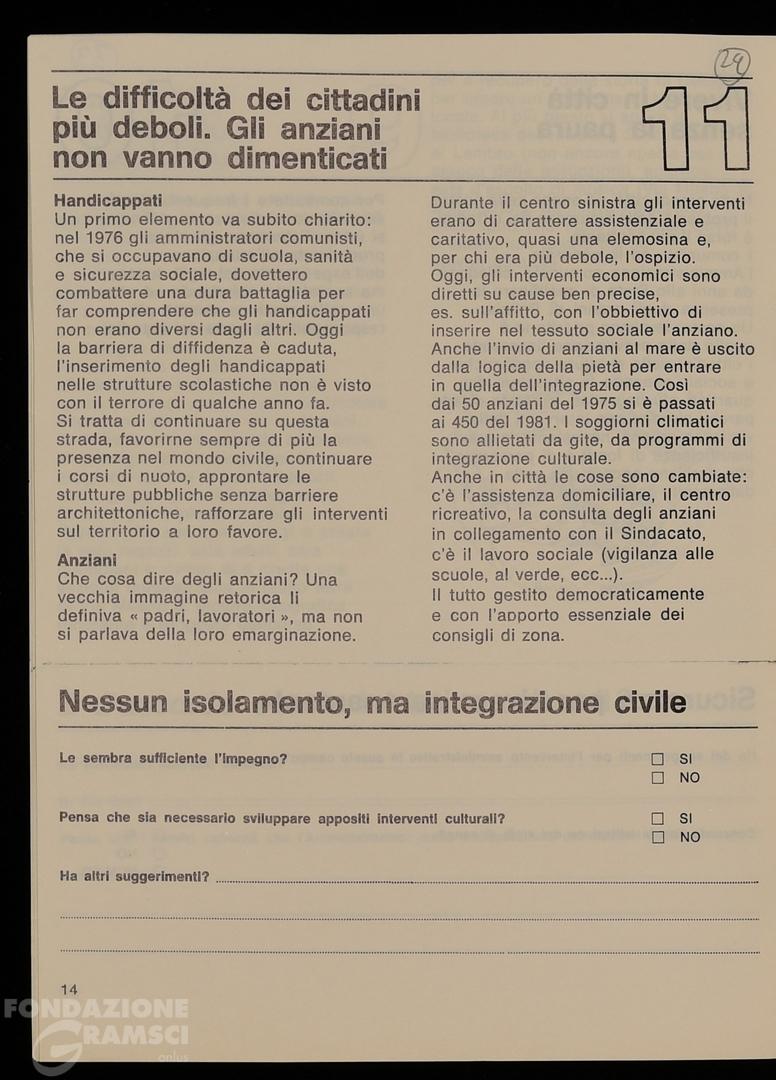 24
11
Le difficoltà dei cittadini
più deboli. Gli anziani
non vanno dimenticati
Handicappati
Un primo elemento va subito chiarito:
nel 1976 gli amministratori comunisti,
che si occupavano di scuola, sanità
e sicurezza sociale, dovettero
combattere una dura battaglia per
far comprendere che gli handicappati
non erano diversi dagli altri. Oggi
la barriera di diffidenza è caduta,
l'inserimento degli handicappati
nelle strutture scolastiche non è visto
con il terrore di qualche anno fa.
Si tratta di continuare su questa
strada, favorirne sempre di più la
presenza nel mondo civile, continuare
i corsi di nuoto, approntare le
strutture pubbliche senza barriere
architettoniche, rafforzare gli interventi
sul territorio a loro favore.
Anziani
Che cosa dire degli anziani? Una
vecchia immagine retorica li
definiva « padri, lavoratori », ma non
si parlava della loro emarginazione.
Durante il centro sinistra gli interventi
erano di carattere assistenziale e
caritativo, quasi una elemosina e,
per chi era più debole, l'ospizio.
Oggi, gli interventi economici sono
diretti su cause ben precise,
es. sull'affitto, con l'obbiettivo di
inserire nel tessuto sociale l'anziano.
Anche l'invio di anziani al mare è uscito
dalla logica della pietà per entrare
in quella dell'integrazione. Così
dai 50 anziani del 1975 si è passati
ai 450 del 1981. I soggiorni climatici
sono allietati da gite, da programmi di
integrazione culturale.
Anche in città le cose sono cambiate:
c'è l'assistenza domiciliare, il centro
ricreativo, la consulta degli anziani
in collegamento con il Sindacato,
c'è il lavoro sociale (vigilanza alle
scuole, al verde, ecc...).
Il tutto gestito democraticamente
e con l'apporto essenziale dei
consigli di zona.
Nessun isolamento, ma integrazione civile
Le sembra sufficiente l'impegno?
SI
NO
Pensa che sia necessario sviluppare appositi interventi culturali?
SI
NO
Ha altri suggerimenti?
14
FONDAZIONE
GRAMSCI
onlus